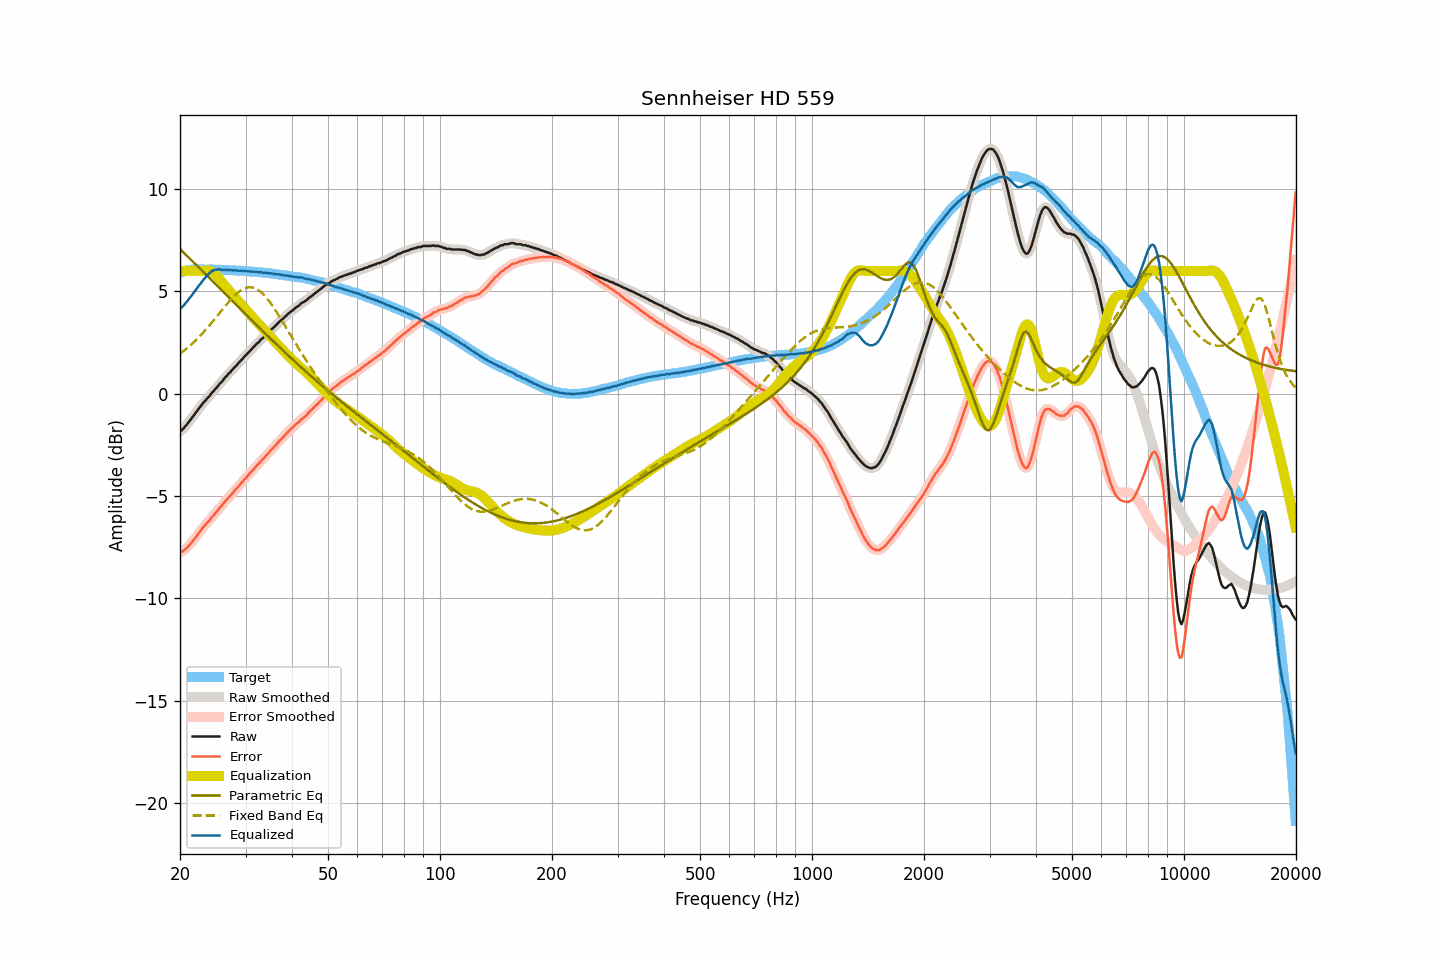 Sennheiser HD 559
10
5
0
−5
−10
−15
−20
Amplitude (dBr)
Target
Raw Smoothed
Error Smoothed
Raw
Error
Equalization
Parametric Eq
Fixed Band Eq
Equalized
20 50 100 200 500 1000 2000 5000 10000 20000
Frequency (Hz)